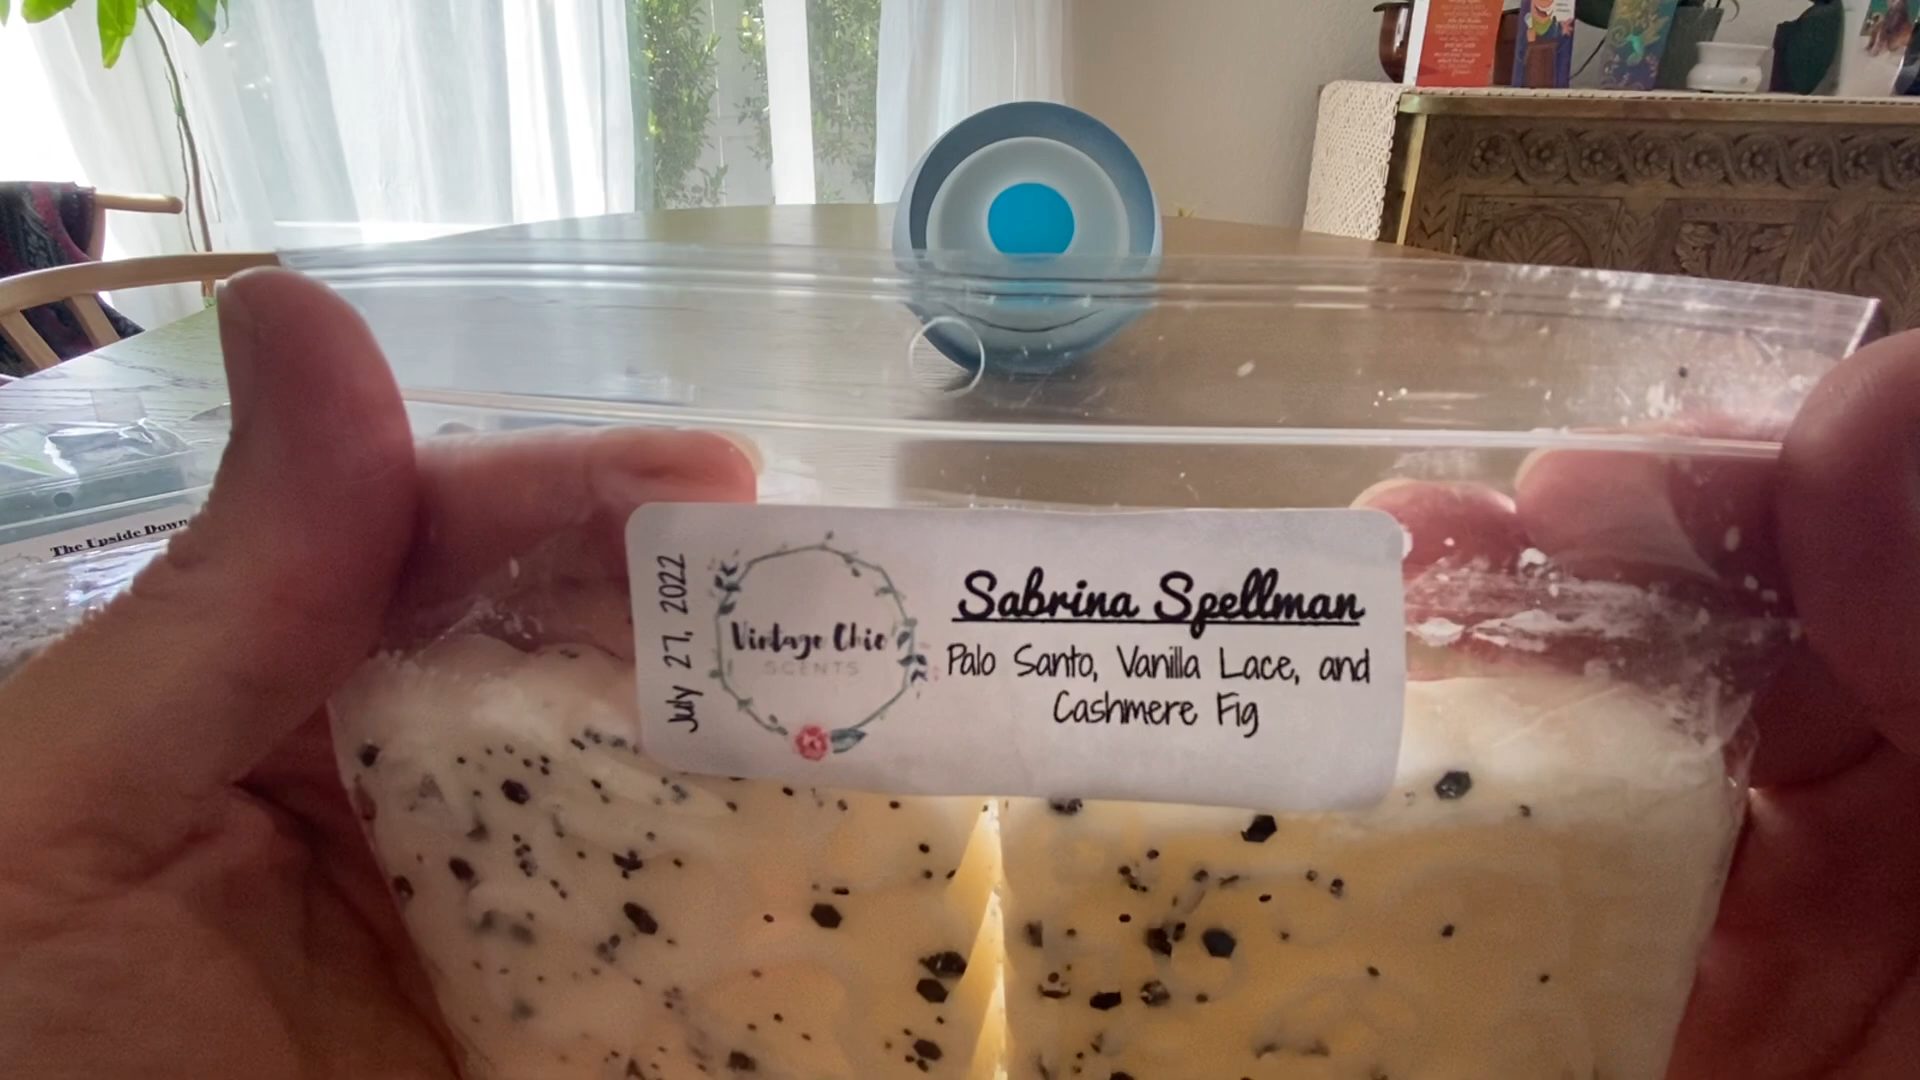 The Upside Down
July 27, 2022
Vintage Chic
SCENTS
Sabrina Spellman
Palo Santo, Vanilla Lace, and
Cashmere Fig